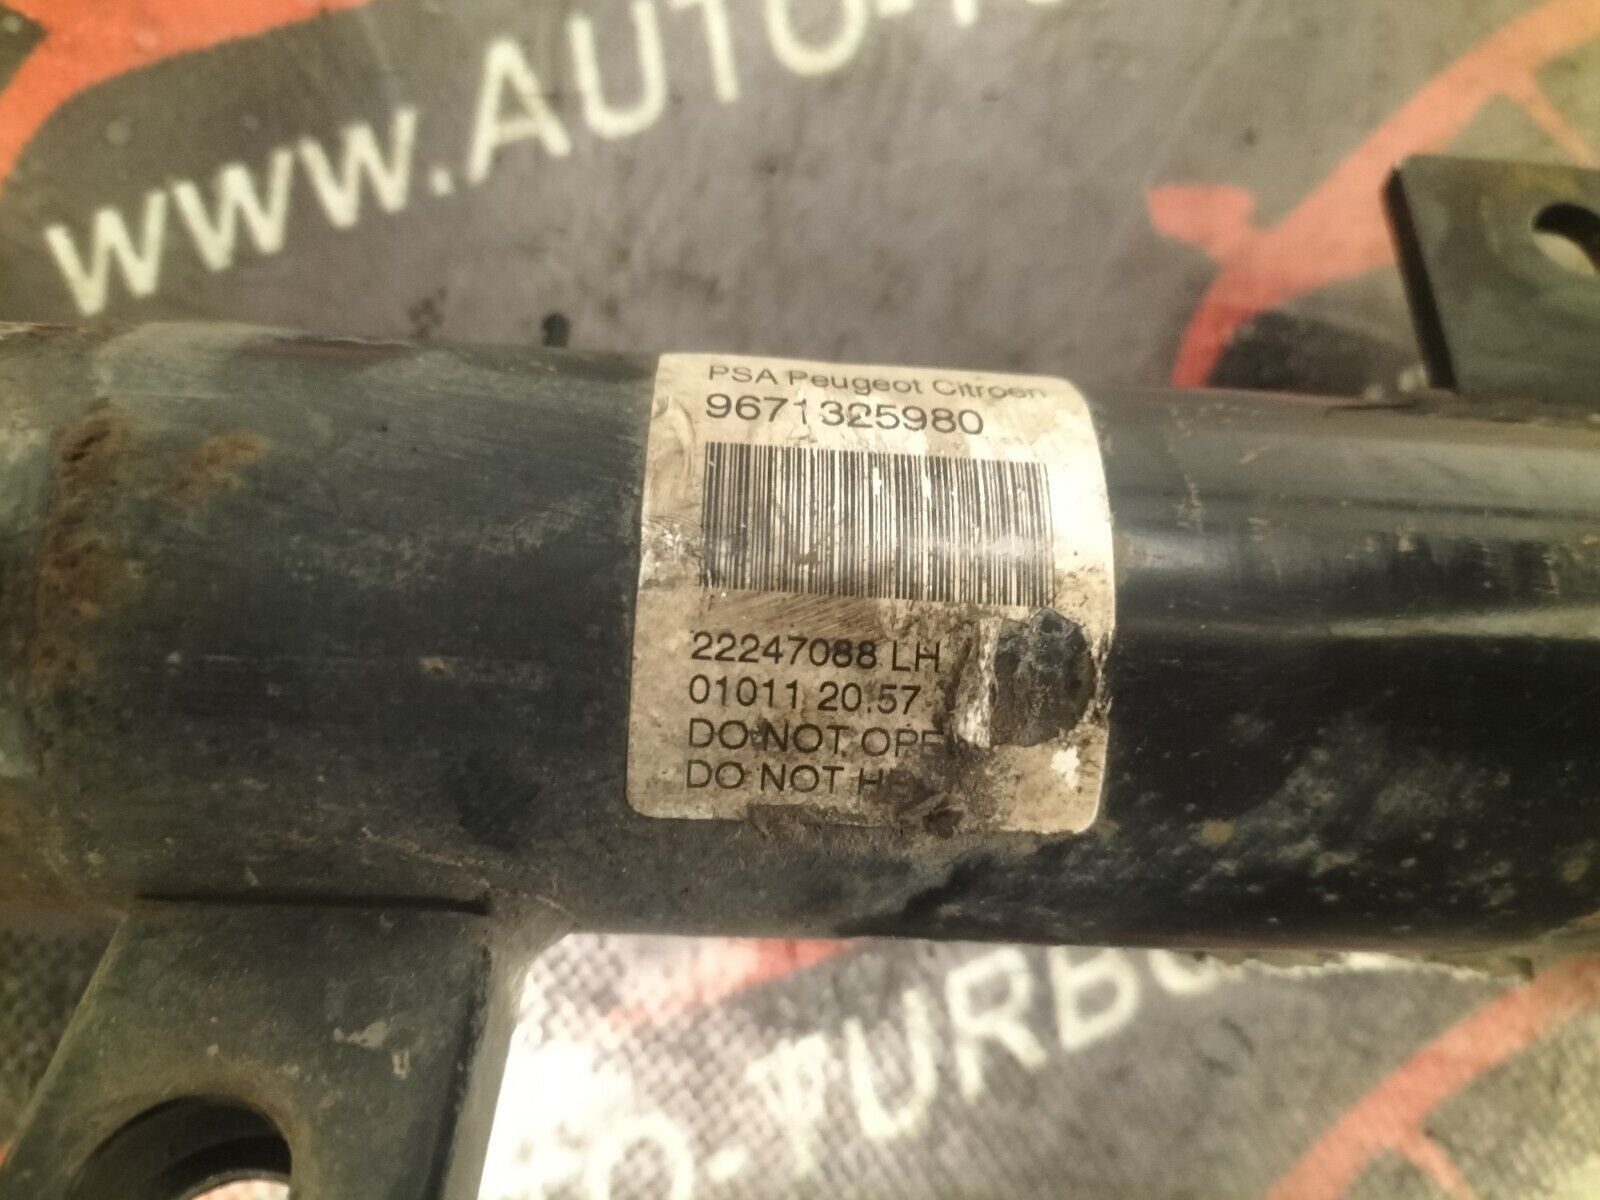 WWW.AUTO-T
PSA Peugeot Citroen
9671325980
22247088 LH
01011 20.57
DO NOT OPE
DO NOT HE
O-TURBO